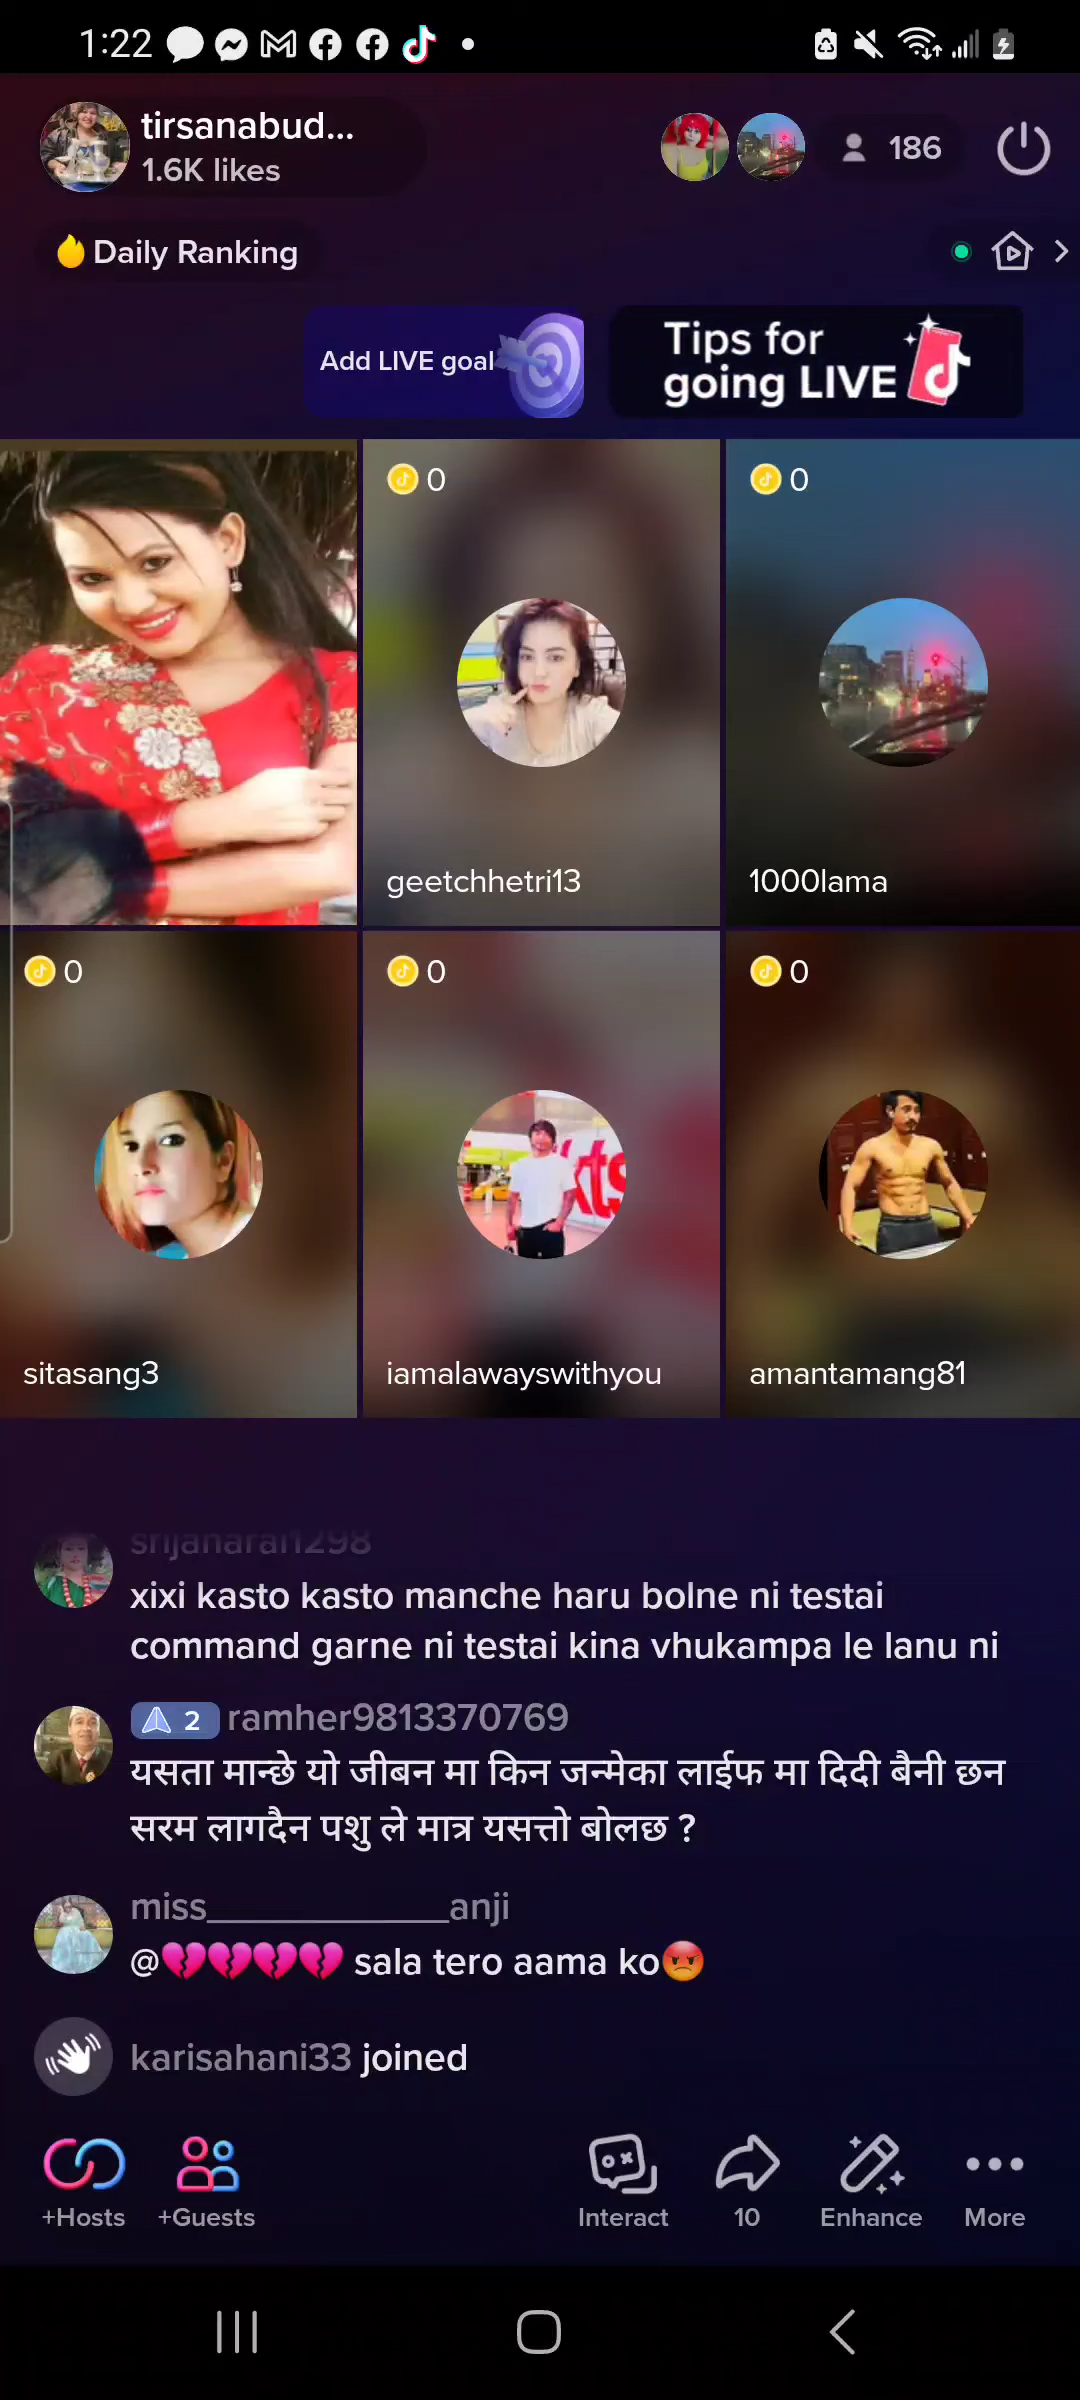 1:22
tirsanabud...
1.6K likes
186
Daily Ranking
Add LIVE goal
Tips for
going LIVE
0
0
geetchhetri13
1000lama
0
0
0
sitasang3
iamalawayswithyou
amantamang81
srijanarai1298
xixi kasto kasto manche haru bolne ni testai
command garne ni testai kina vhukampa le lanu ni
2 ramher9813370769
यसता मान्छे यो जीबन मा किन जन्मेका लाईफ मा दिदी बैनी छन
सरम लागदैन पशु ले मात्र यसत्तो बोलछ ?
miss____________anji
@💔💔💔💔 sala tero aama ko😡
karisahani33 joined
+Hosts
+Guests
Interact
10
Enhance
More